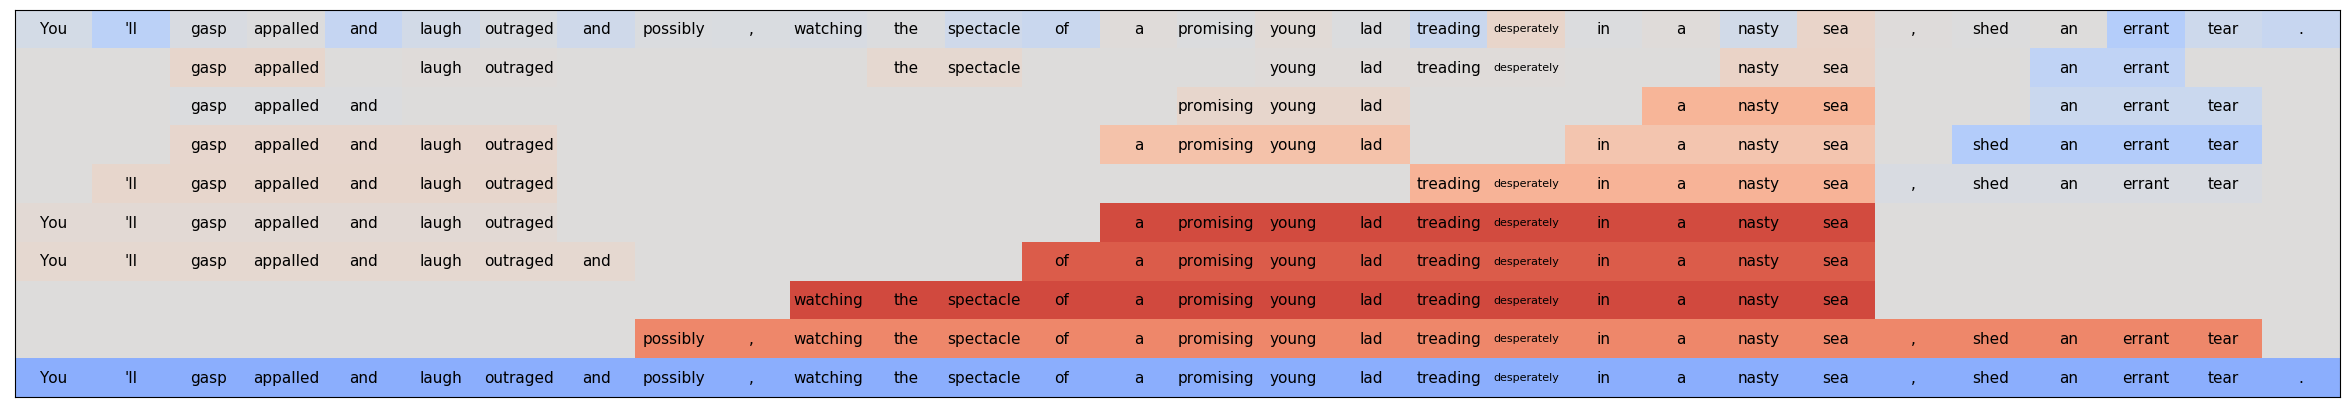 You 'll gasp appalled and laugh outraged and possibly , watching the spectacle of a promising young lad treading desperately in a nasty sea , shed an errant tear .
gasp appalled laugh outraged the spectacle young lad treading desperately nasty sea an errant
gasp appalled and promising young lad a nasty sea an errant tear
gasp appalled and laugh outraged a promising young lad in a nasty sea shed an errant tear
'll gasp appalled and laugh outraged treading desperately in a nasty sea , shed an errant tear
You 'll gasp appalled and laugh outraged a promising young lad treading desperately in a nasty sea
You 'll gasp appalled and laugh outraged and of a promising young lad treading desperately in a nasty sea
watching the spectacle of a promising young lad treading desperately in a nasty sea
possibly , watching the spectacle of a promising young lad treading desperately in a nasty sea , shed an errant tear
You 'll gasp appalled and laugh outraged and possibly , watching the spectacle of a promising young lad treading desperately in a nasty sea , shed an errant tear .